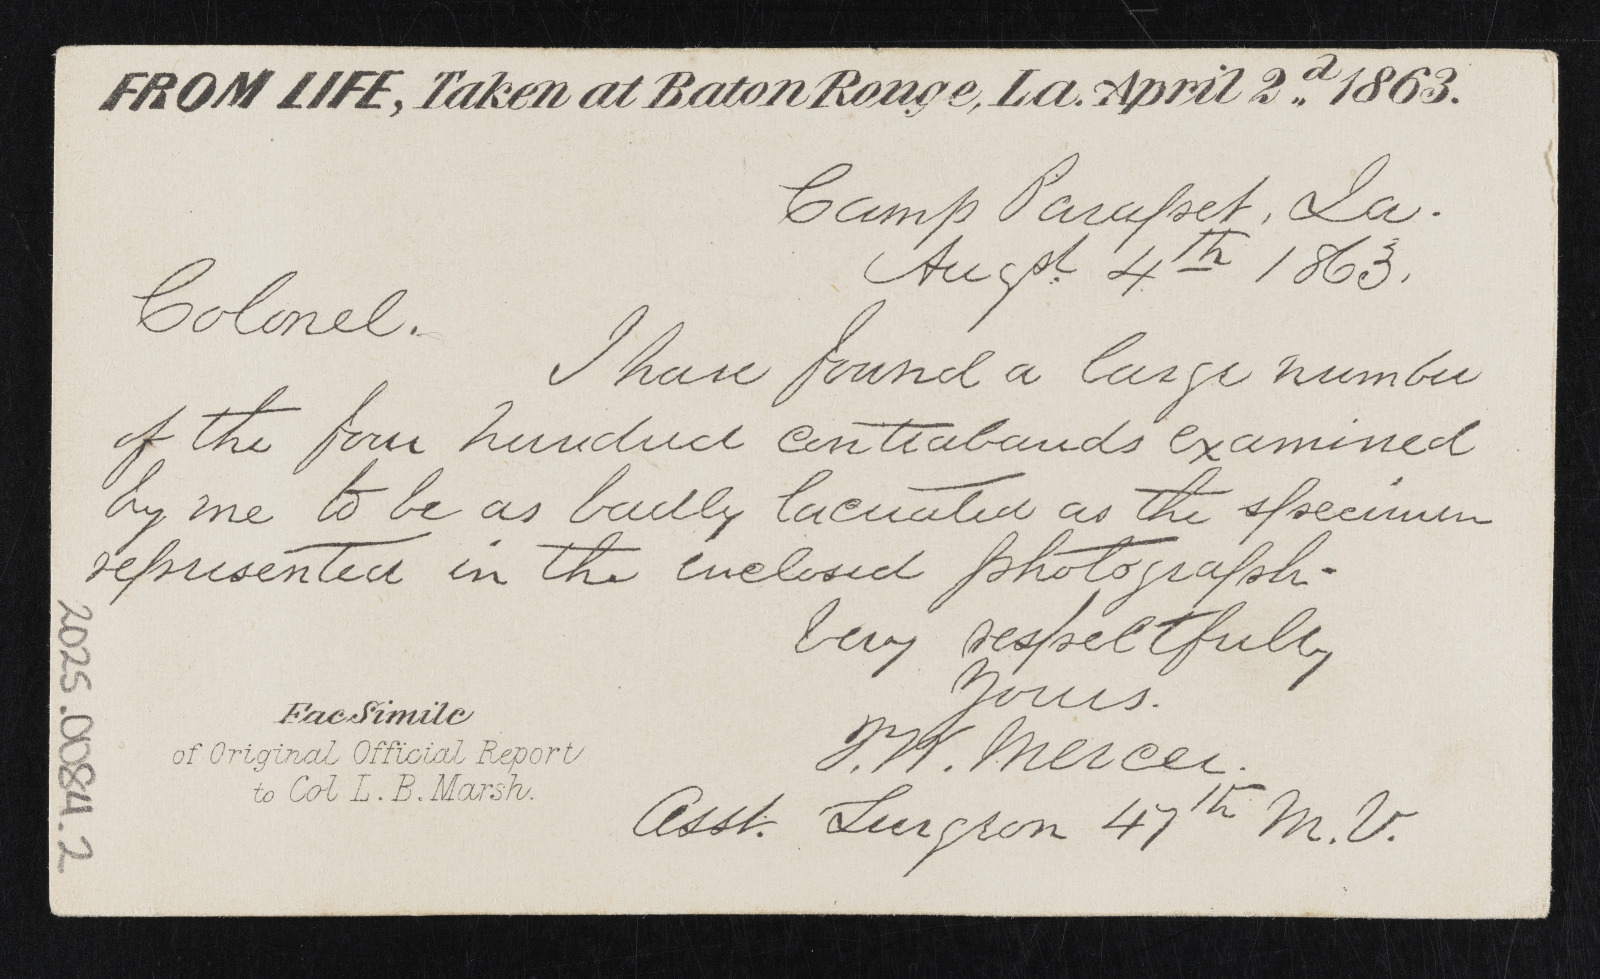 FROM LIFE, Taken at Baton Rouge, La. April 2.d 1863.
Camp Parapet, La.
Augst. 4th 1863.
Colonel.
I have found a large number
of the four hundred contrabands examined
by me to be as badly lacerated as the specimen
represented in the enclosed photograph-
Very respectfully
Yours.
J.W. Mercer.
Asst. Surgeon 47th M.V.
Fac Simile
of Original Official Report
to Col L. B. Marsh.
2025.0084.2